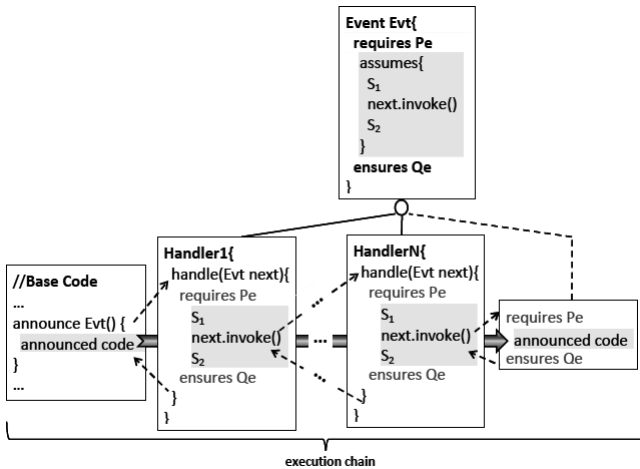 Event Evt{
requires Pe
assumes{
S1
next.invoke()
S2
}
ensures Qe
}
//Base Code
...
announce Evt() {
announced code
}
...
Handler1{
handle(Evt next){
requires Pe
S1
next.invoke()
S2
ensures Qe
}
}
...
...
...
HandlerN{
handle(Evt next){
requires Pe
S1
next.invoke()
S2
ensures Qe
}
}
requires Pe
announced code
ensures Qe
execution chain